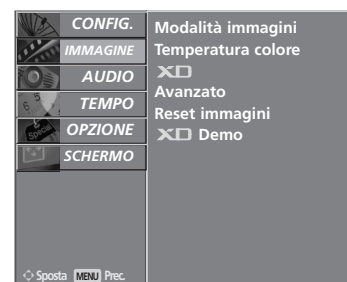 CONFIG.
IMMAGINE
AUDIO
TEMPO
OPZIONE
SCHERMO
Sposta MENU Prec.
Modalità immagini
Temperatura colore
XD
Avanzato
Reset immagini
XD Demo